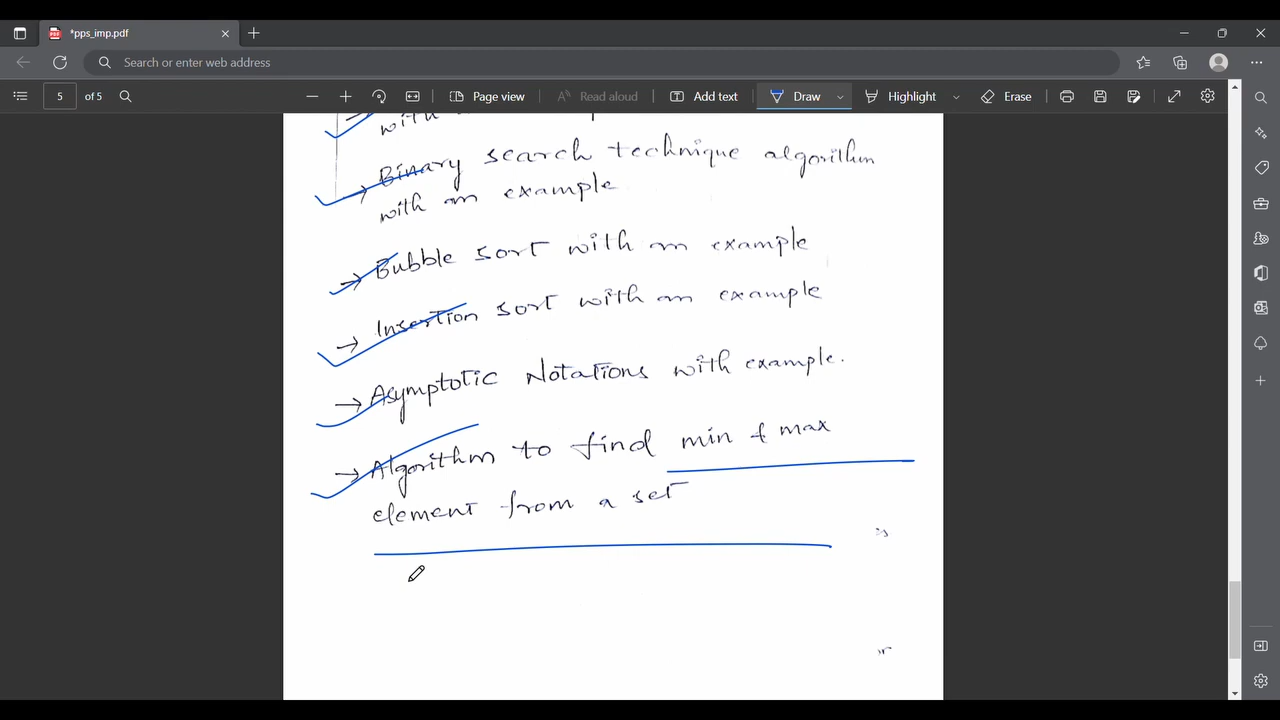 *pps_imp.pdf
Search or enter web address
5 of 5
Page view
Read aloud
Add text
Draw
Highlight
Erase
with
→ Binary search technique algorithm
with an example
→ Bubble sort with an example
→ Insertion sort with an example
→ Asymptotic Notations with example.
→ Algorithm to find min & max
element from a set